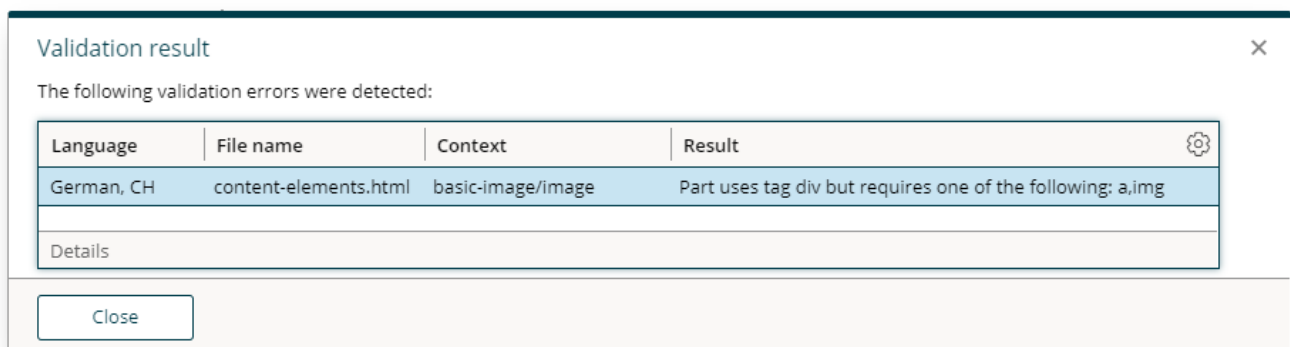 Validation result
The following validation errors were detected:
Language File name Context Result
German, CH content-elements.html basic-image/image Part uses tag div but requires one of the following: a,img
Details
Close